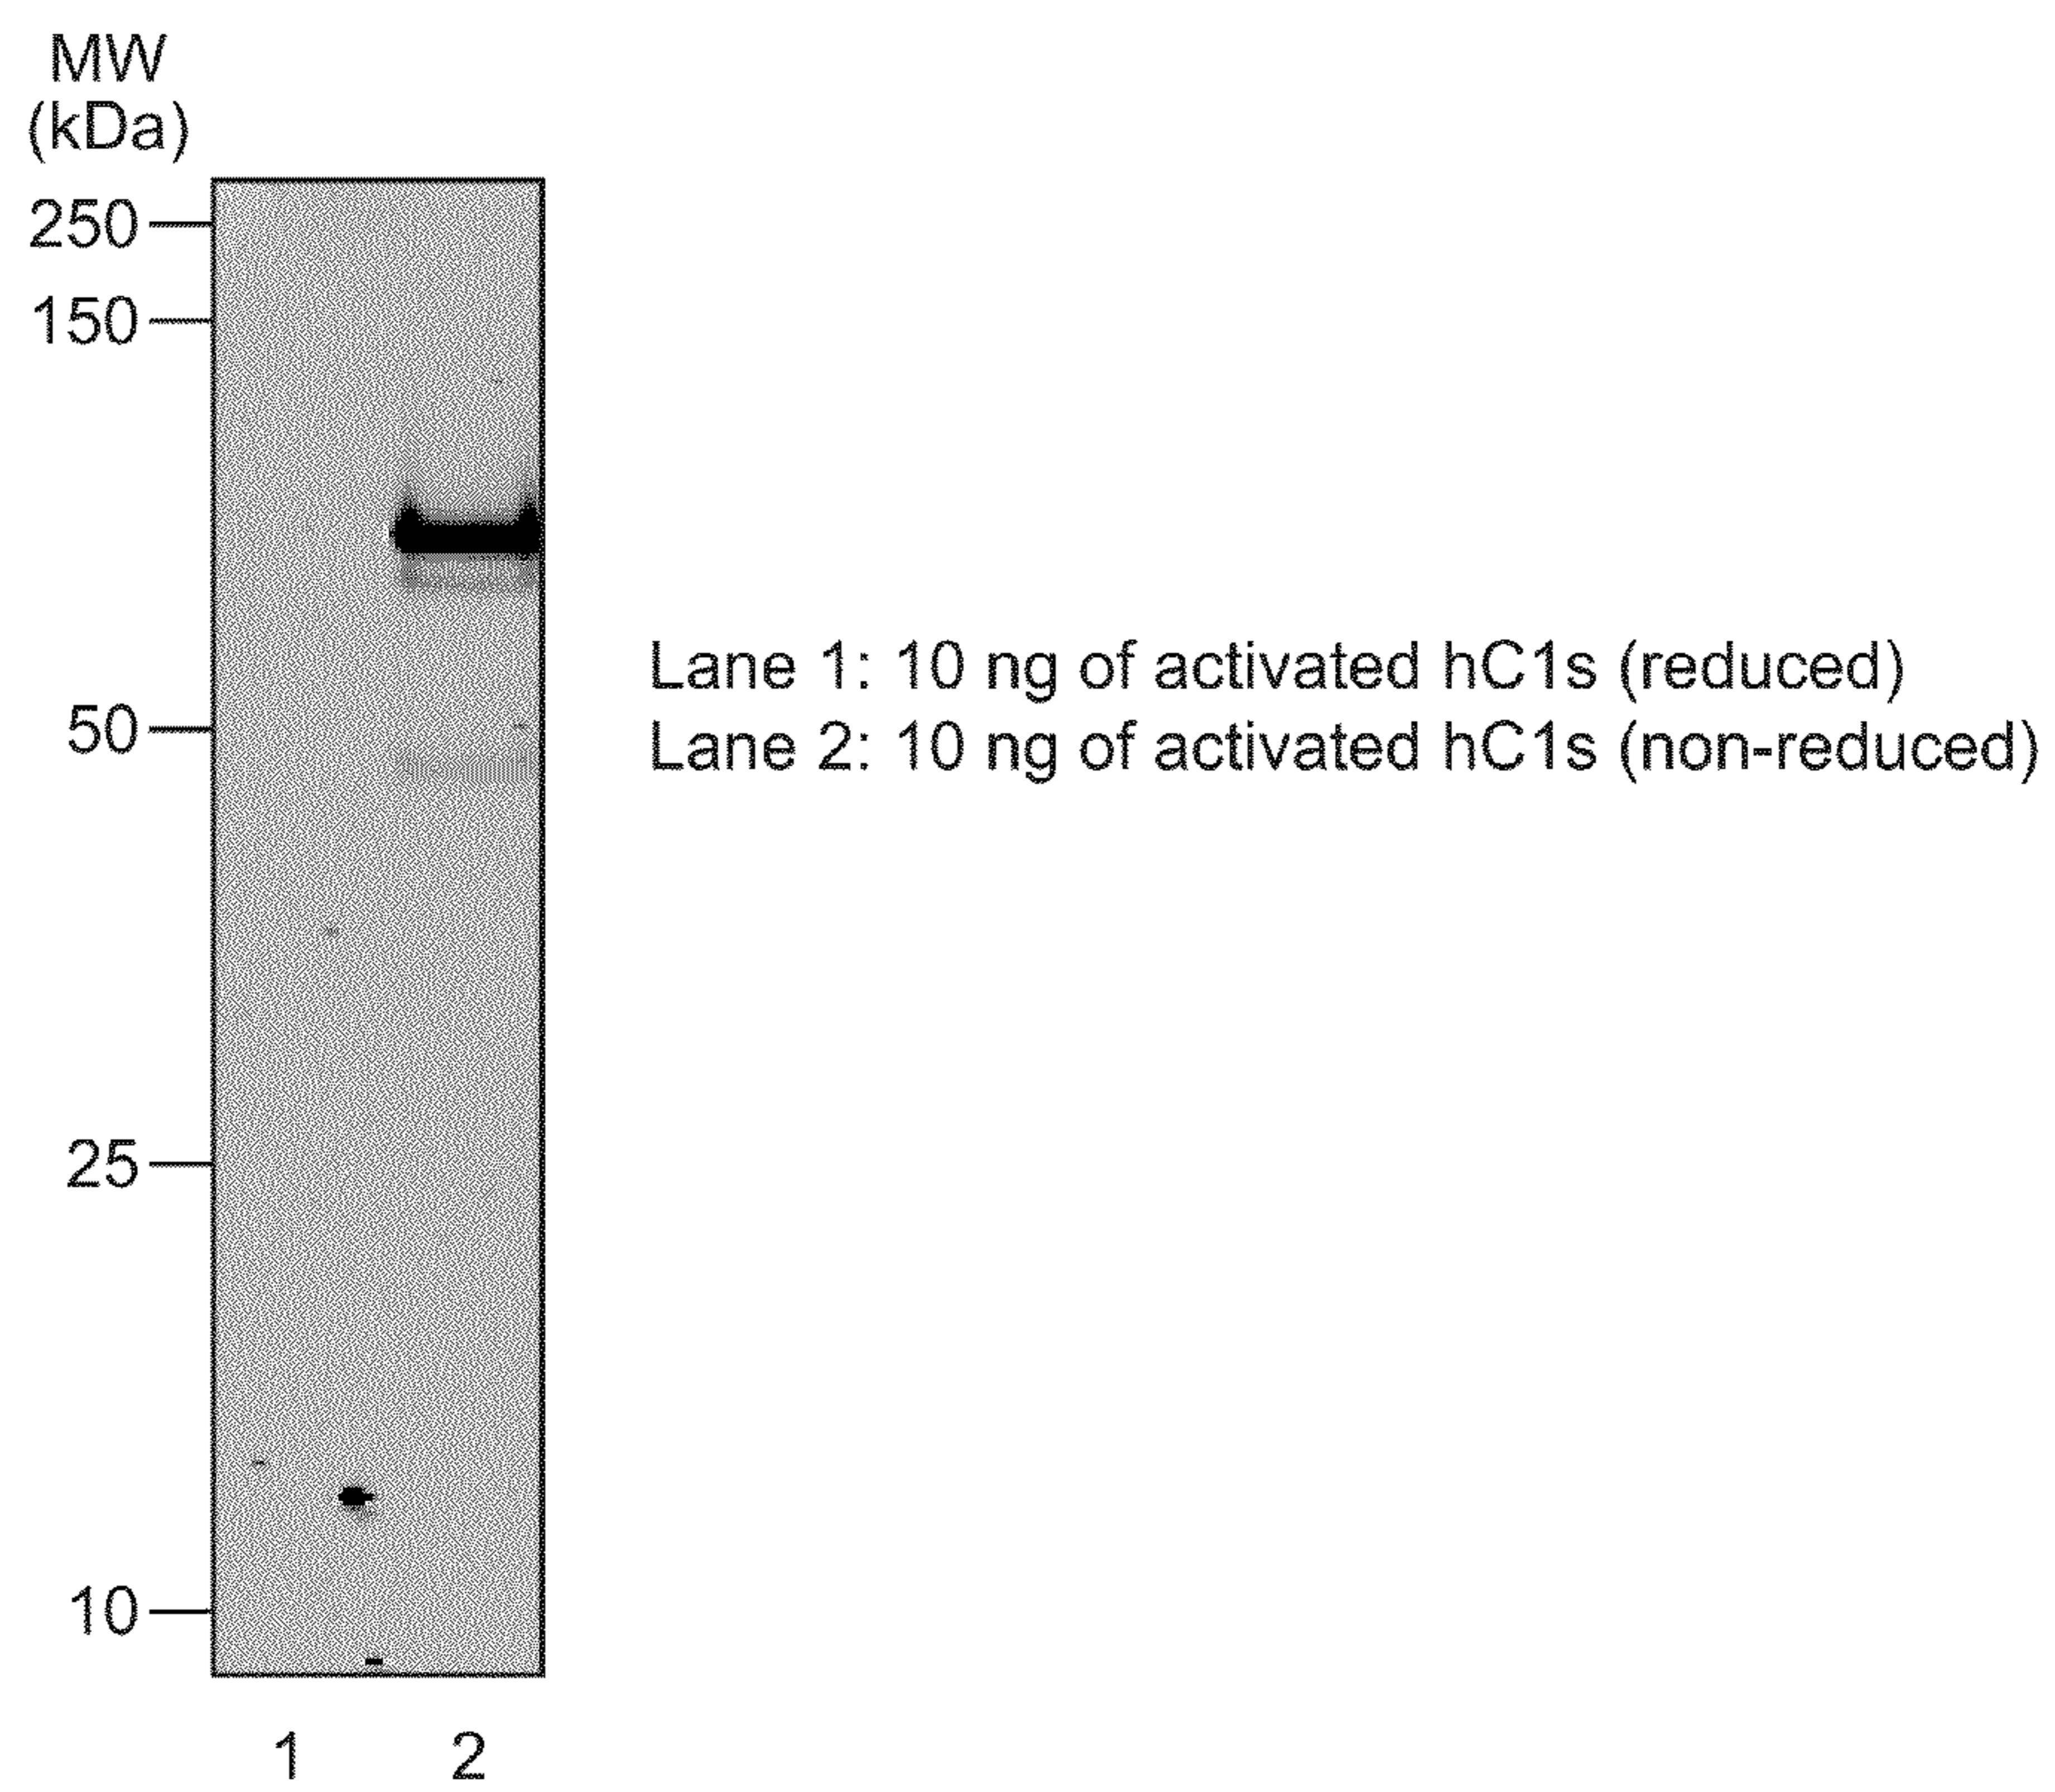 MW
(kDa)
250
150
50
25
10
Lane 1: 10 ng of activated hC1s (reduced)
Lane 2: 10 ng of activated hC1s (non-reduced)
1 2